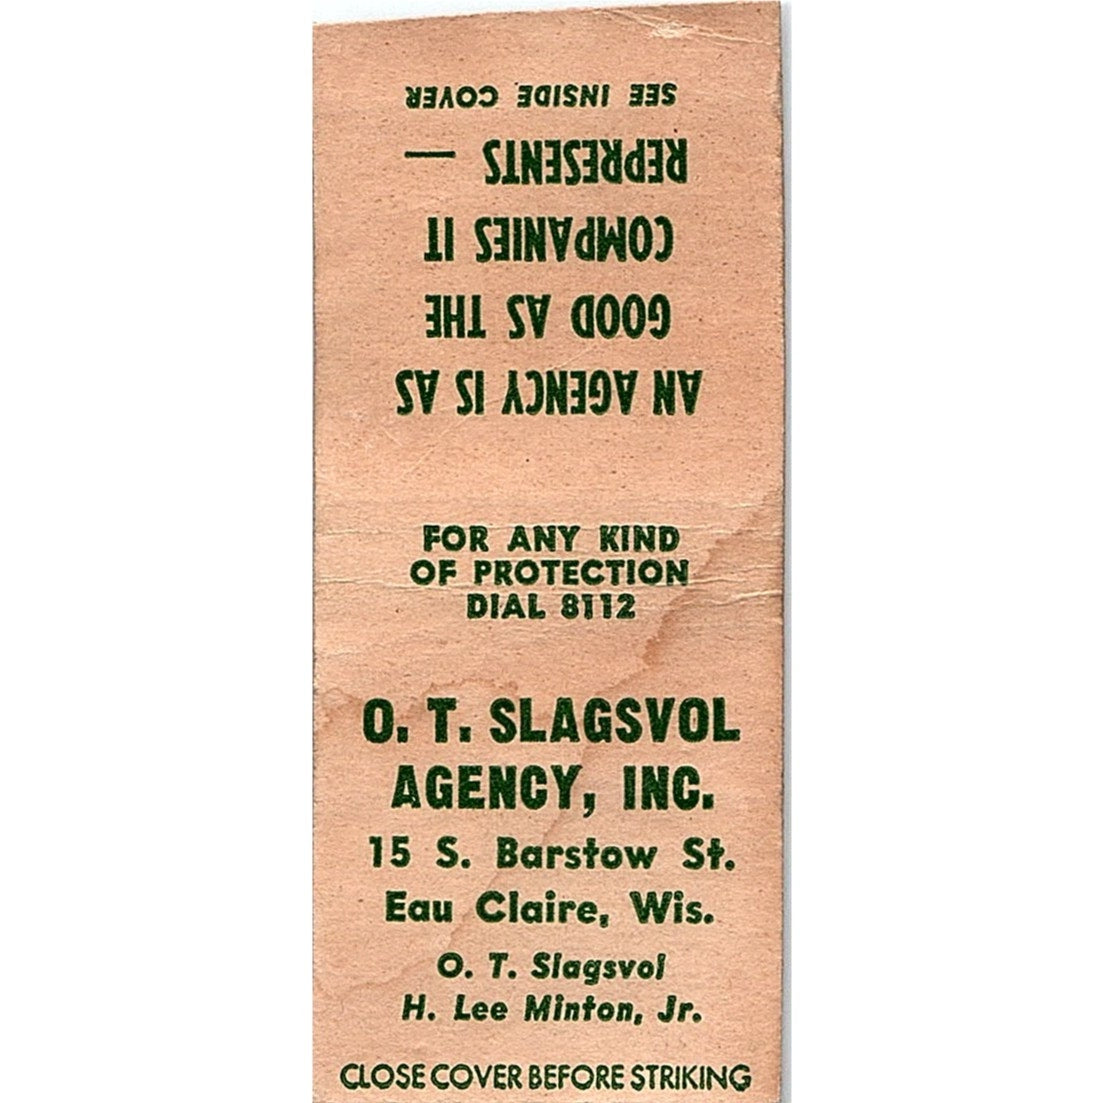 AN AGENCY IS AS
GOOD AS THE
COMPANIES IT
REPRESENTS —
SEE INSIDE COVER
FOR ANY KIND
OF PROTECTION
DIAL 8112
O. T. SLAGSVOL
AGENCY, INC.
15 S. Barstow St.
Eau Claire, Wis.
O. T. Slagsvol
H. Lee Minton, Jr.
CLOSE COVER BEFORE STRIKING